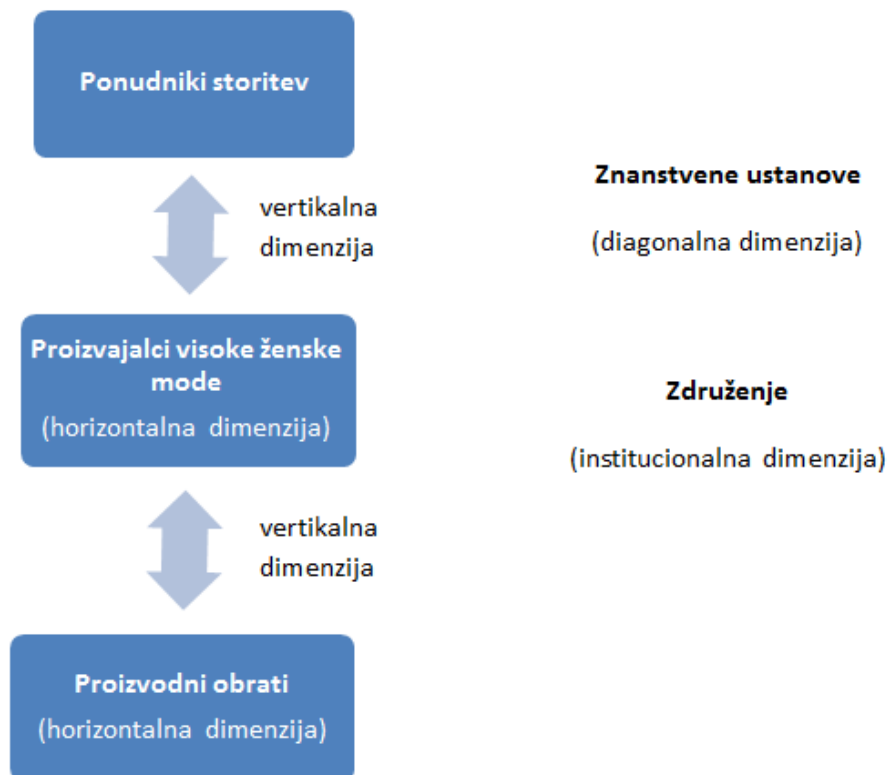 Ponudniki storitev
vertikalna
dimenzija
Znanstvene ustanove
(diagonalna dimenzija)
Proizvajalci visoke ženske
mode
(horizontalna dimenzija)
Združenje
(institucionalna dimenzija)
vertikalna
dimenzija
Proizvodni obrati
(horizontalna dimenzija)